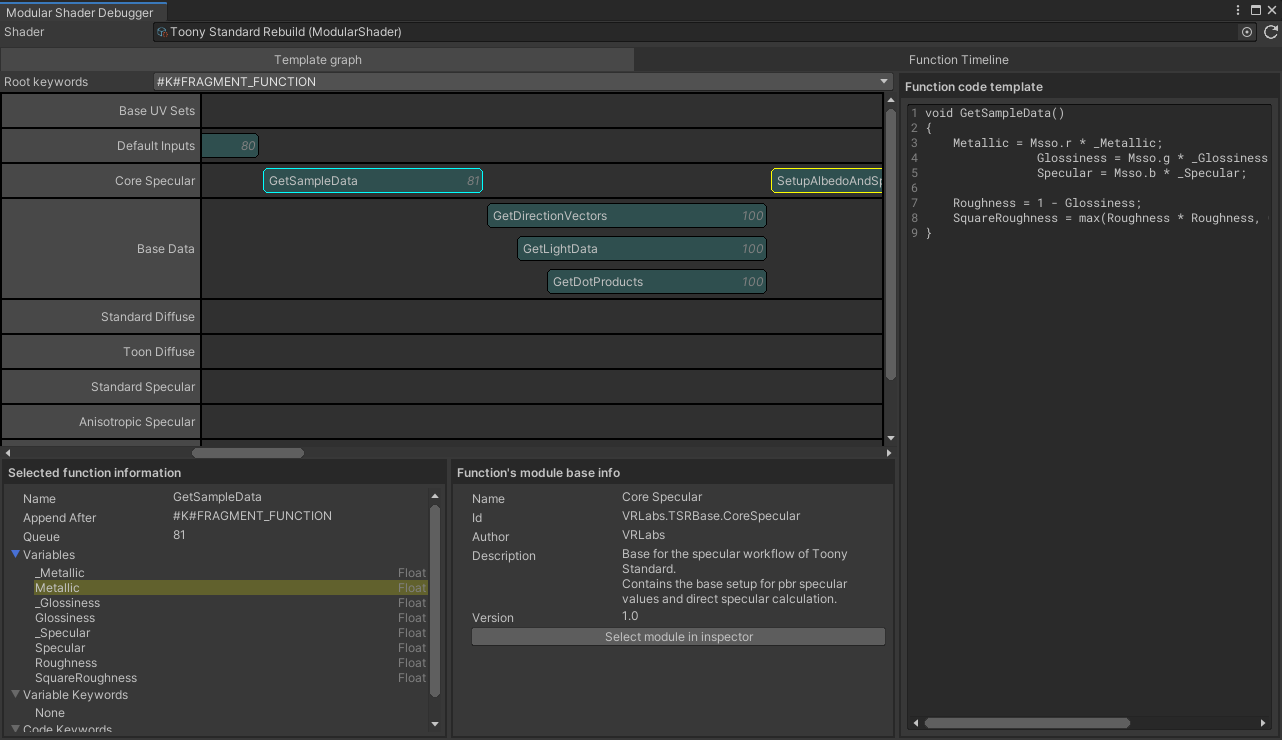 Modular Shader Debugger
Shader
Toony Standard Rebuild (ModularShader)
Template graph
Function Timeline
Root keywords
#K#FRAGMENT_FUNCTION
Base UV Sets
Default Inputs
80
Core Specular
GetSampleData 81
SetupAlbedoAndSp
Base Data
GetDirectionVectors 100
GetLightData 100
GetDotProducts 100
Standard Diffuse
Toon Diffuse
Standard Specular
Anisotropic Specular
Function code template
1 void GetSampleData()
2 {
3 Metallic = Msso.r * _Metallic;
4 Glossiness = Msso.g * _Glossiness
5 Specular = Msso.b * _Specular;
6
7 Roughness = 1 - Glossiness;
8 SquareRoughness = max(Roughness * Roughness,
9 }
Selected function information
Name GetSampleData
Append After #K#FRAGMENT_FUNCTION
Queue 81
Variables
_Metallic Float
Metallic Float
_Glossiness Float
Glossiness Float
_Specular Float
Specular Float
Roughness Float
SquareRoughness Float
Variable Keywords
None
Code Keywords
Function's module base info
Name Core Specular
Id VRLabs.TSRBase.CoreSpecular
Author VRLabs
Description Base for the specular workflow of Toony
Standard.
Contains the base setup for pbr specular
values and direct specular calculation.
Version 1.0
Select module in inspector